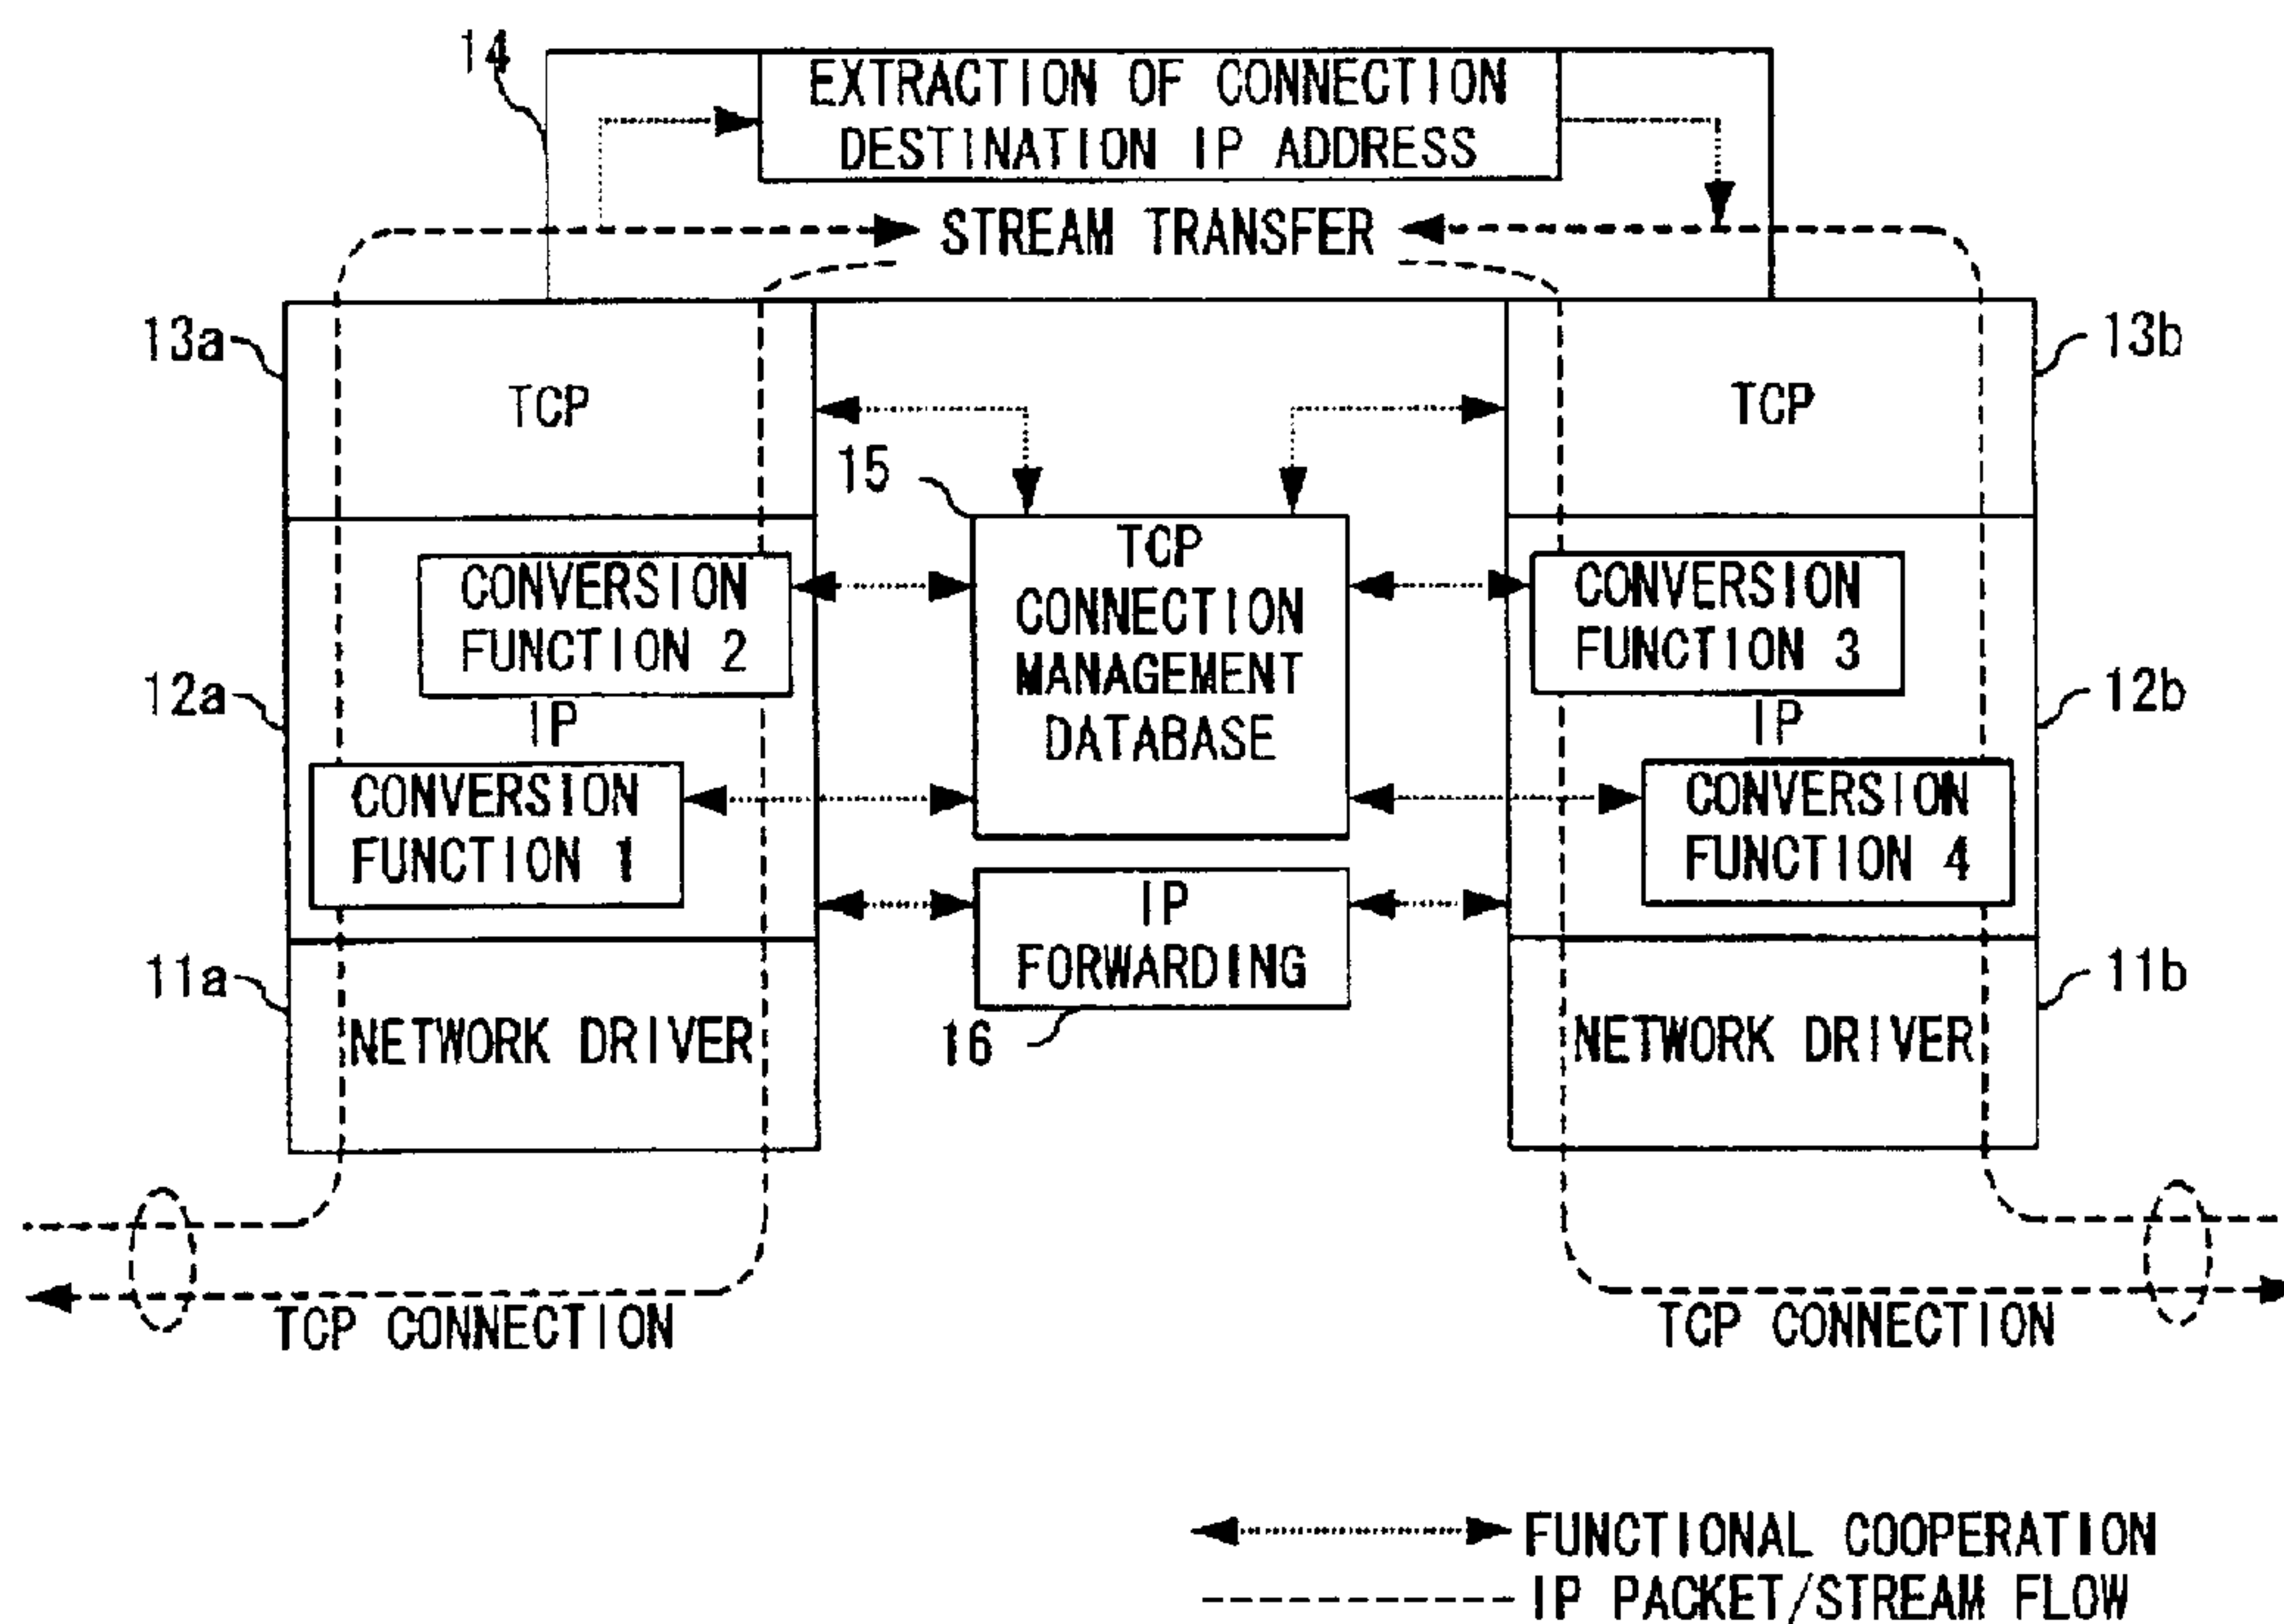 14
EXTRACTION OF CONNECTION
DESTINATION IP ADDRESS
STREAM TRANSFER
13a
TCP
TCP
13b
15
TCP
CONNECTION
MANAGEMENT
DATABASE
CONVERSION
FUNCTION 2
CONVERSION
FUNCTION 3
12a
IP
IP
12b
CONVERSION
FUNCTION 1
CONVERSION
FUNCTION 4
IP
FORWARDING
11a
NETWORK DRIVER
16
NETWORK DRIVER
11b
TCP CONNECTION
TCP CONNECTION
FUNCTIONAL COOPERATION
IP PACKET/STREAM FLOW